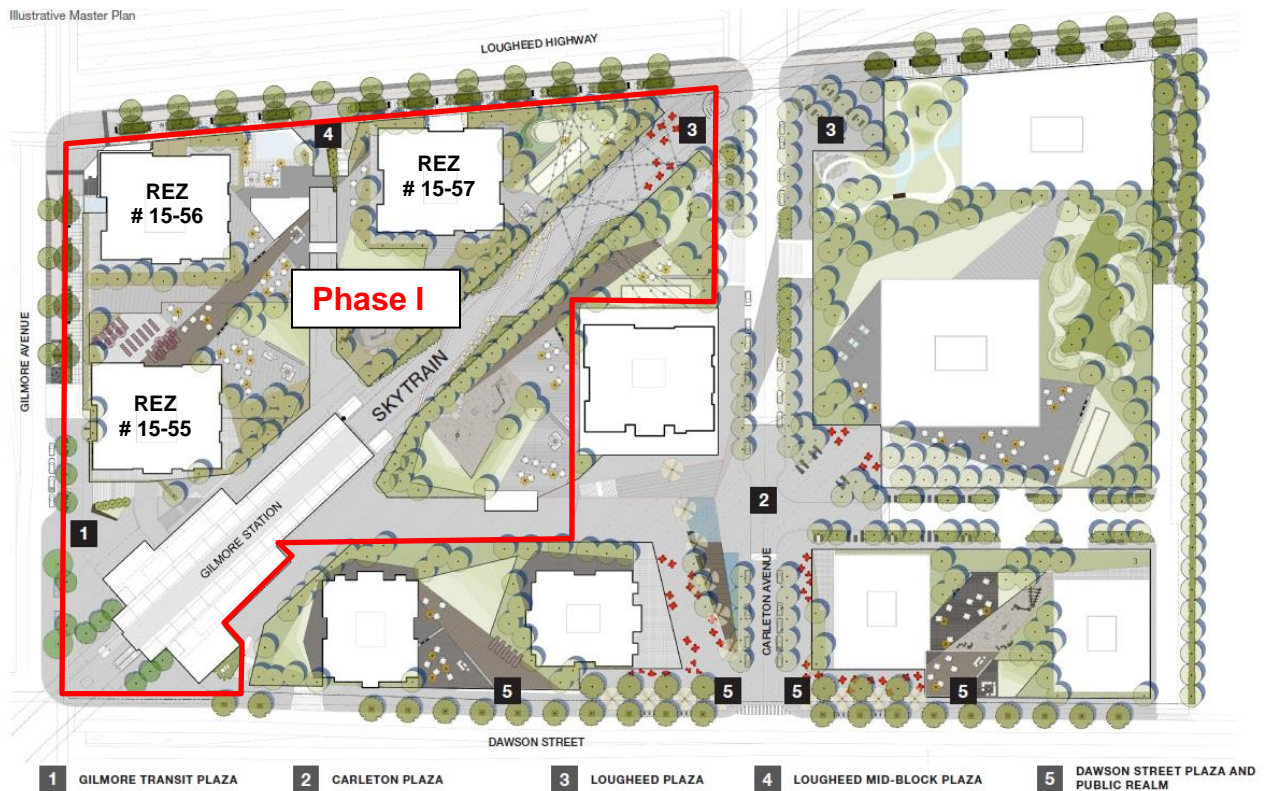 Illustrative Master Plan
LOUGHEED HIGHWAY
4
3
3
REZ
# 15-56
REZ
# 15-57
Phase I
GILMORE AVENUE
SKYTRAIN
REZ
# 15-55
2
1
GILMORE STATION
CARLETON AVENUE
5
5
5
5
DAWSON STREET
1 GILMORE TRANSIT PLAZA
2 CARLETON PLAZA
3 LOUGHEED PLAZA
4 LOUGHEED MID-BLOCK PLAZA
5 DAWSON STREET PLAZA AND
PUBLIC REALM